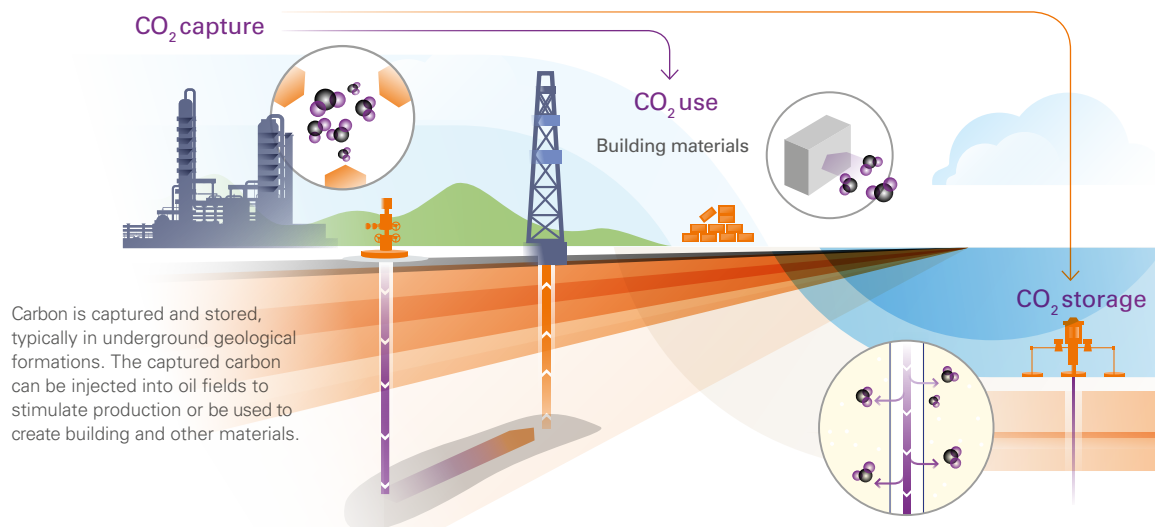 CO₂ capture
CO₂ use
Building materials
CO₂ storage
Carbon is captured and stored,
typically in underground geological
formations. The captured carbon
can be injected into oil fields to
stimulate production or be used to
create building and other materials.